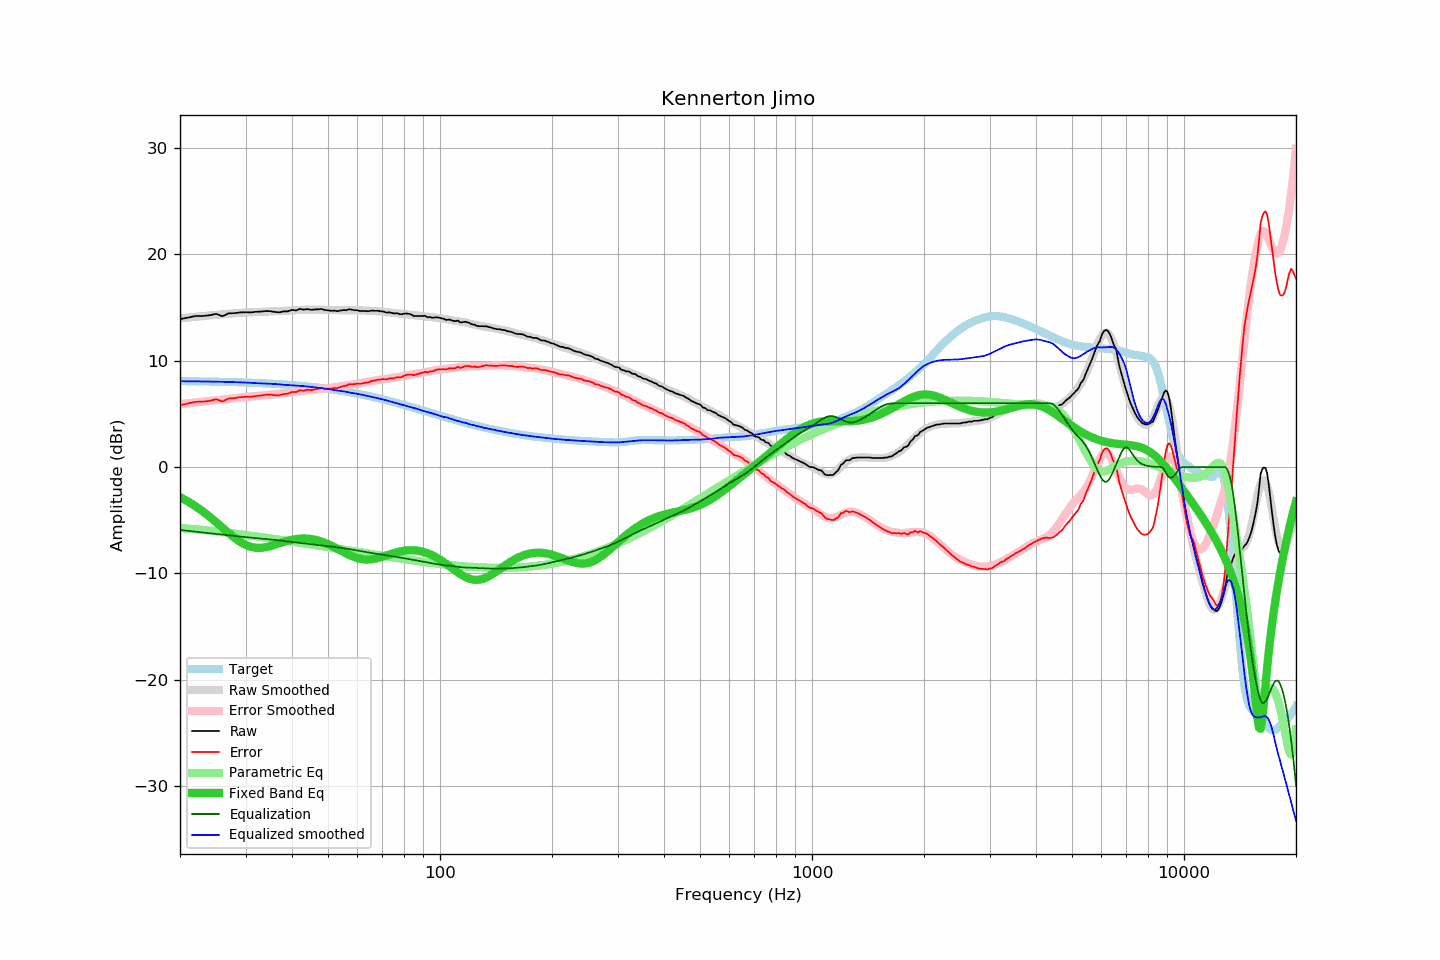 Kennerton Jimo
30
20
10
0
−10
−20
−30
Amplitude (dBr)
Target
Raw Smoothed
Error Smoothed
Raw
Error
Parametric Eq
Fixed Band Eq
Equalization
Equalized smoothed
100 1000 10000
Frequency (Hz)